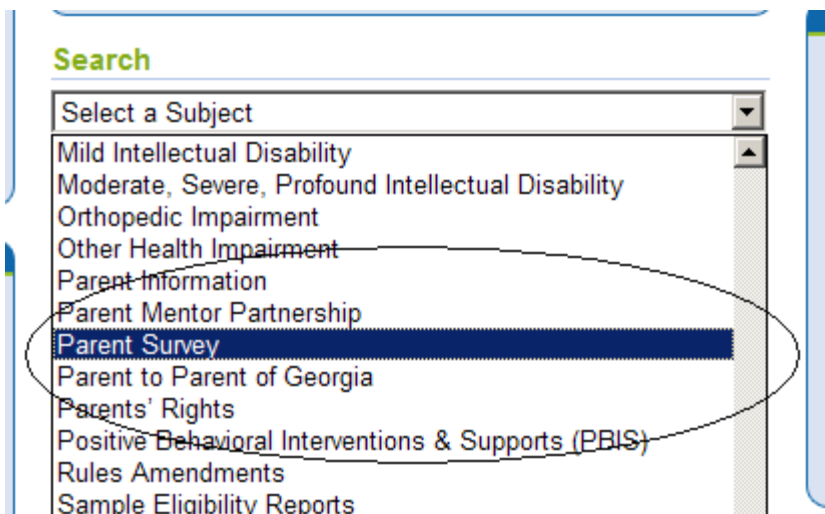 Search
Select a Subject
Mild Intellectual Disability
Moderate, Severe, Profound Intellectual Disability
Orthopedic Impairment
Other Health Impairment
Parent Information
Parent Mentor Partnership
Parent Survey
Parent to Parent of Georgia
Parents’ Rights
Positive Behavioral Interventions & Supports (PBIS)
Rules Amendments
Sample Eligibility Reports